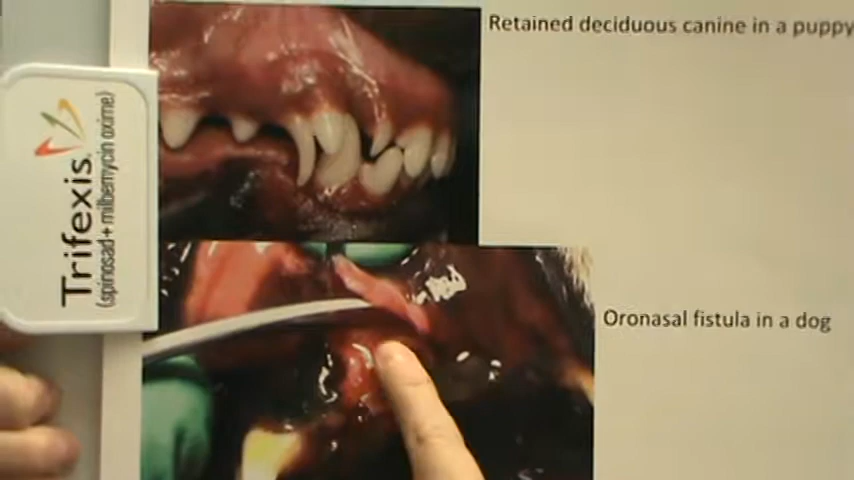 Retained deciduous canine in a puppy
Trifexis
(spinosad + milbemycin oxime)
Oronasal fistula in a dog